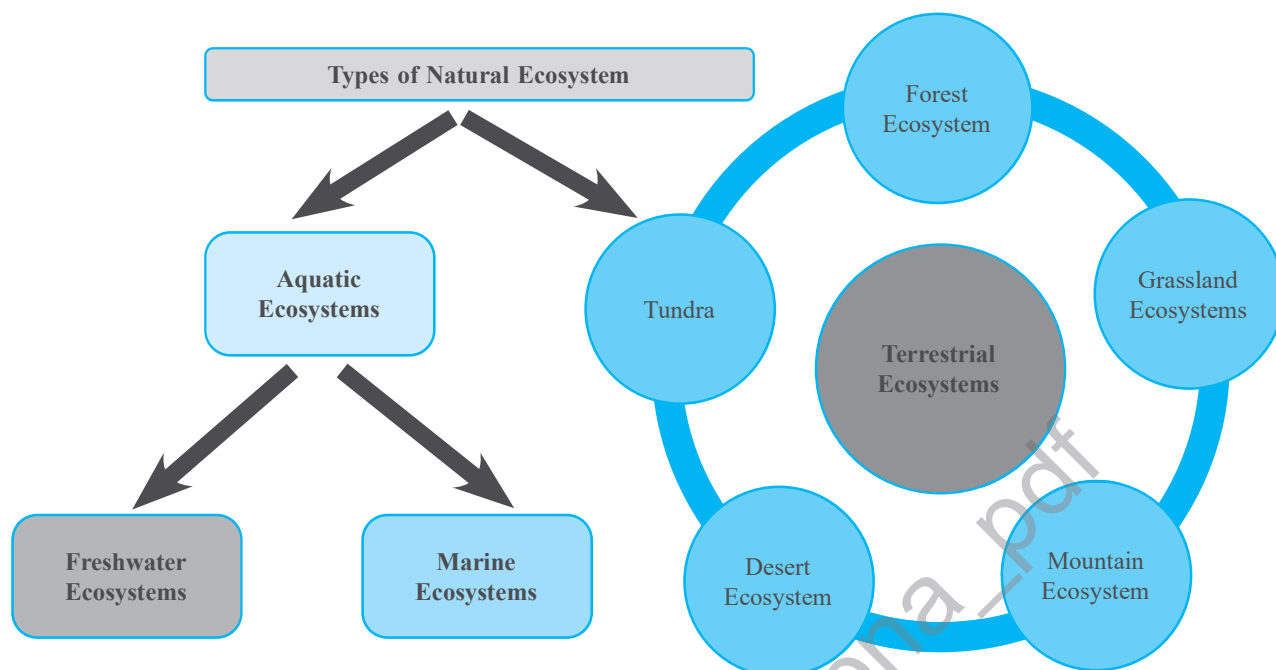 Types of Natural Ecosystem
Aquatic
Ecosystems
Freshwater
Ecosystems
Marine
Ecosystems
Forest
Ecosystem
Tundra
Grassland
Ecosystems
Terrestrial
Ecosystems
Desert
Ecosystem
Mountain
Ecosystem